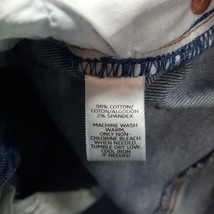 98% COTTON/
COTON/ALGODON
2% SPANDEX
MACHINE WASH
WARM,
ONLY NON-
CHLORINE BLEACH
WHEN NEEDED,
TUMBLE DRY LOW,
COOL IRON IF
IF NEEDED